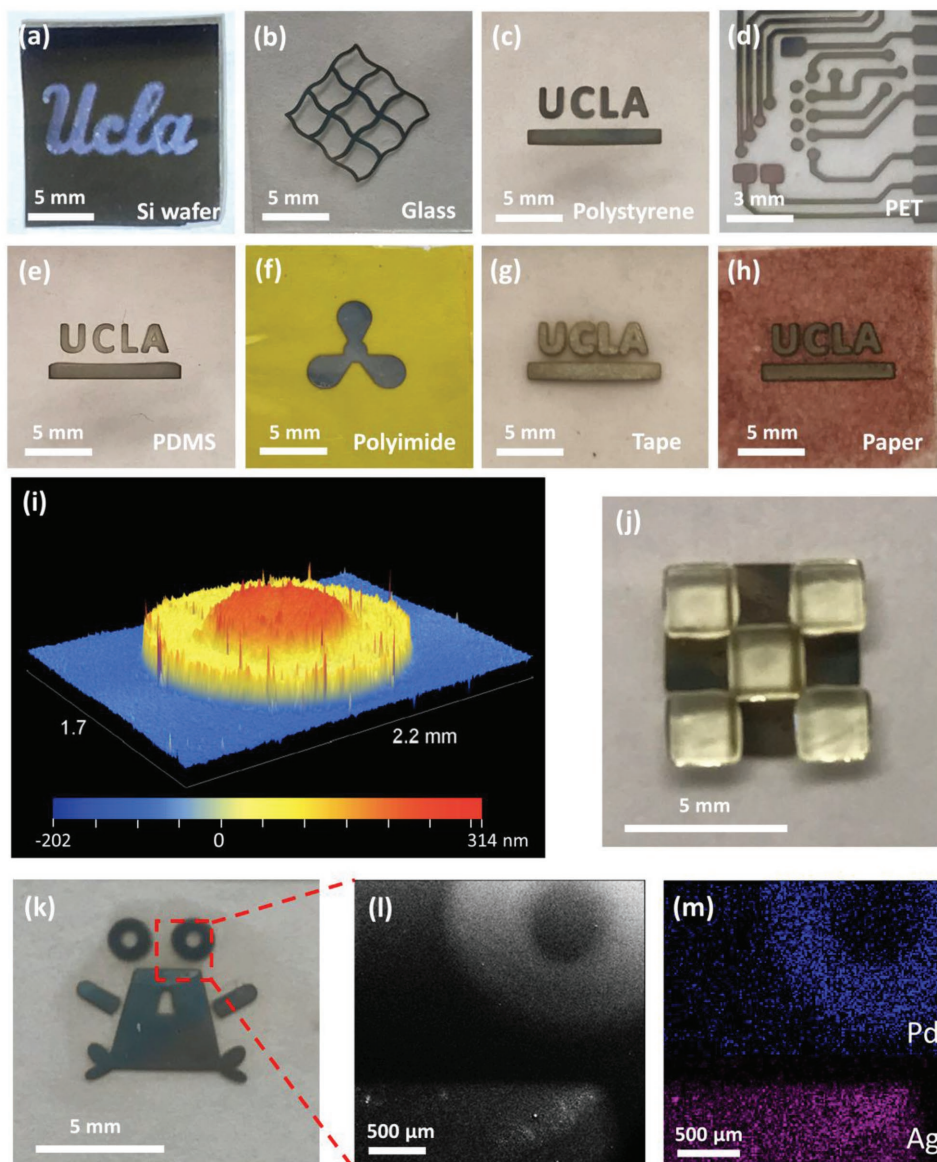 (a)
Ucla
5 mm
Si wafer
(b)
5 mm
Glass
(c)
UCLA
5 mm
Polystyrene
(d)
3 mm
PET
(e)
UCLA
5 mm
PDMS
(f)
5 mm
Polyimide
(g)
UCLA
5 mm
Tape
(h)
UCLA
5 mm
Paper
(i)
1.7
2.2 mm
-202
0
314 nm
(j)
5 mm
(k)
5 mm
(l)
500 μm
(m)
Pd
500 μm
Ag